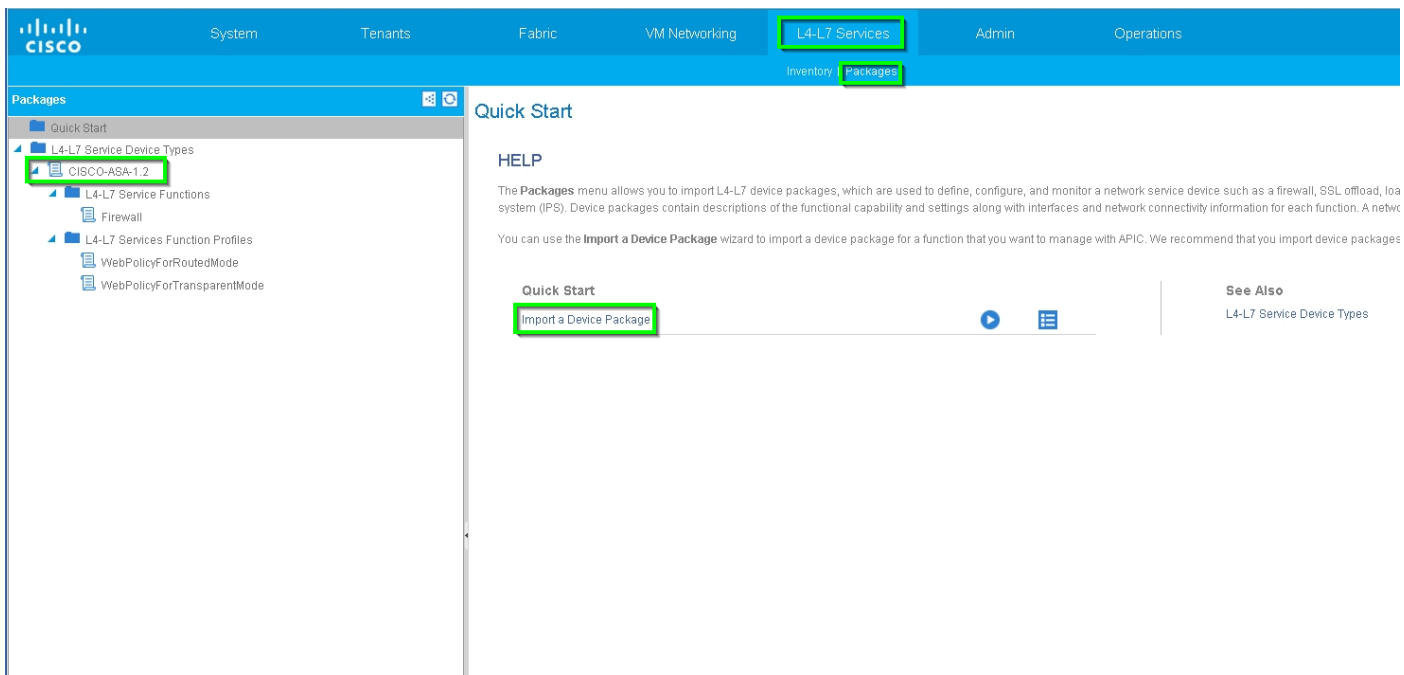 CISCO
System
Tenants
Fabric
VM Networking
L4-L7 Services
Admin
Operations
Inventory | Packages
Packages
Quick Start
L4-L7 Service Device Types
CISCO-ASA-1.2
L4-L7 Service Functions
Firewall
L4-L7 Services Function Profiles
WebPolicyForRoutedMode
WebPolicyForTransparentMode
Quick Start
HELP
The Packages menu allows you to import L4-L7 device packages, which are used to define, configure, and monitor a network service device such as a firewall, SSL offload, loa
system (IPS). Device packages contain descriptions of the functional capability and settings along with interfaces and network connectivity information for each function. A netwo
You can use the Import a Device Package wizard to import a device package for a function that you want to manage with APIC. We recommend that you import device packages
Quick Start
Import a Device Package
See Also
L4-L7 Service Device Types